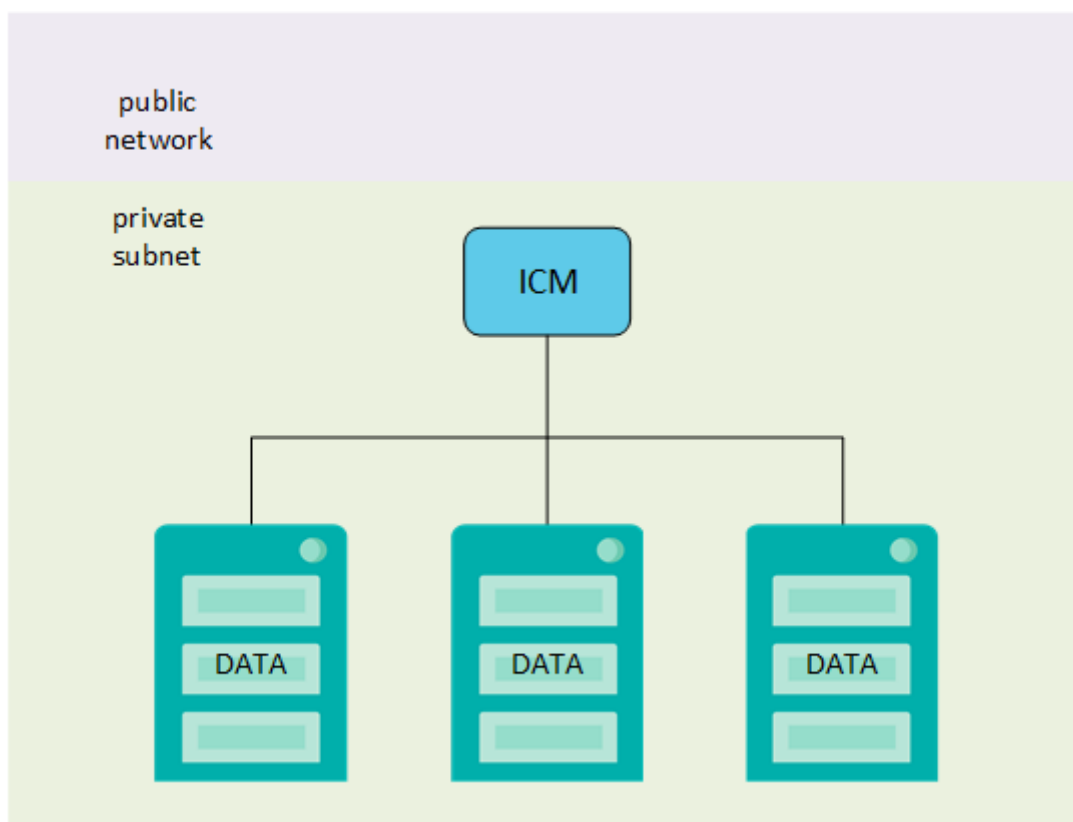 public
network
private
subnet
ICM
DATA
DATA
DATA